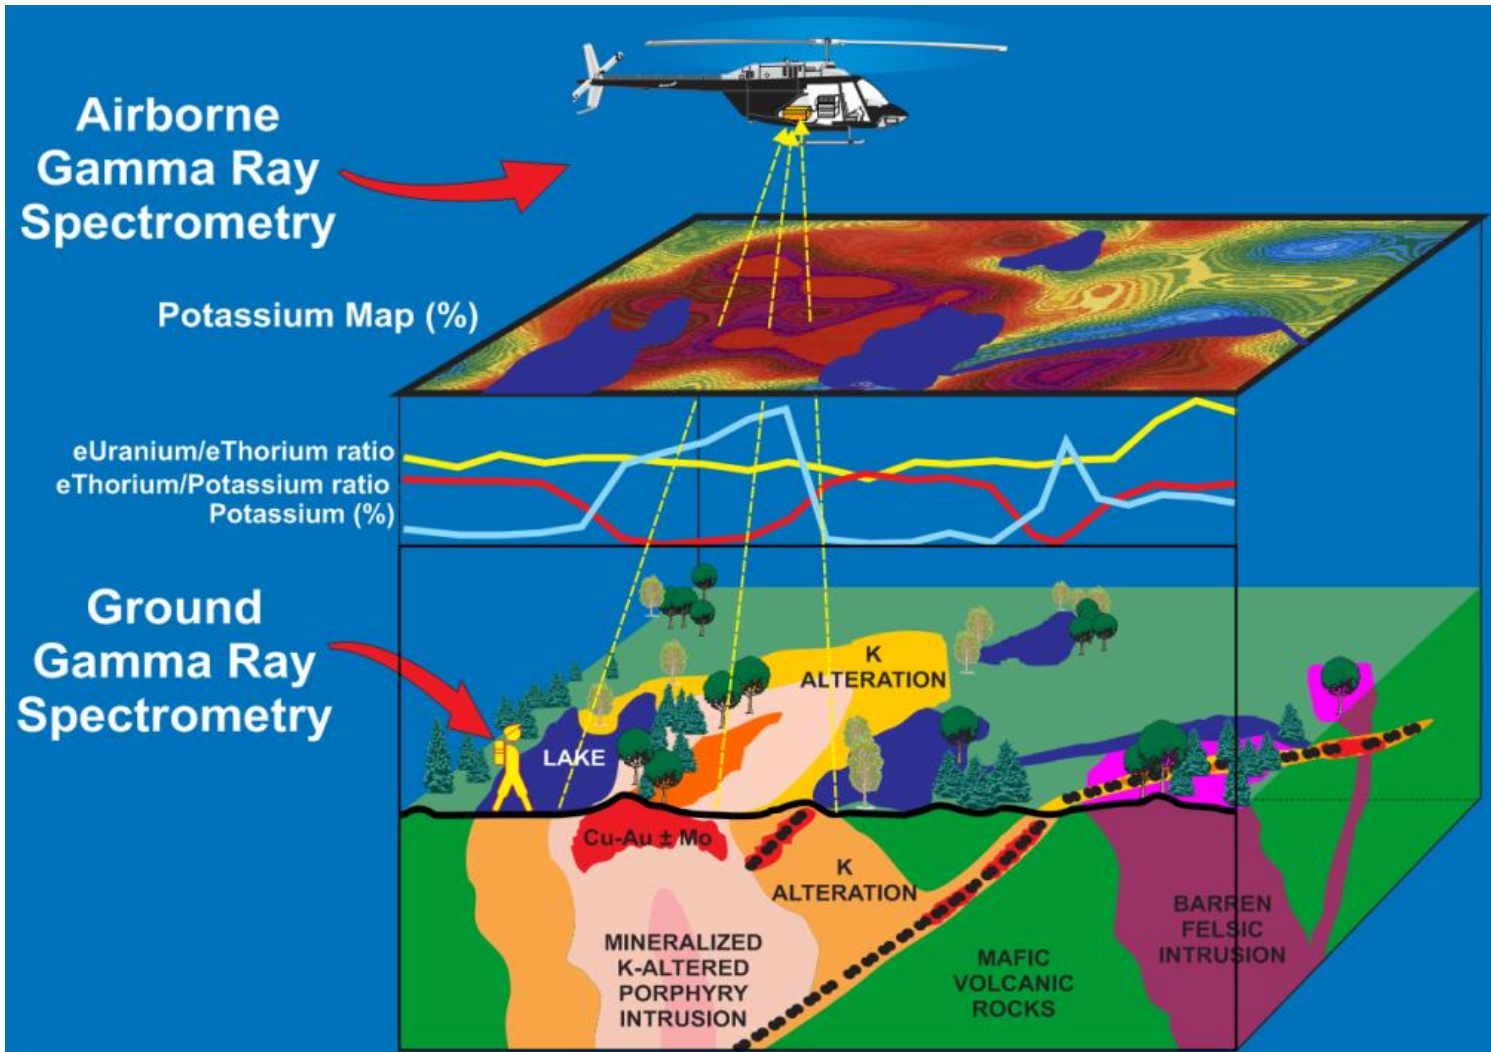 Airborne
Gamma Ray
Spectrometry
Potassium Map (%)
eUranium/eThorium ratio
eThorium/Potassium ratio
Potassium (%)
Ground
Gamma Ray
Spectrometry
K
ALTERATION
LAKE
Cu-Au ± Mo
K
ALTERATION
MINERALIZED
K-ALTERED
PORPHYRY
INTRUSION
MAFIC
VOLCANIC
ROCKS
BARREN
FELSIC
INTRUSION